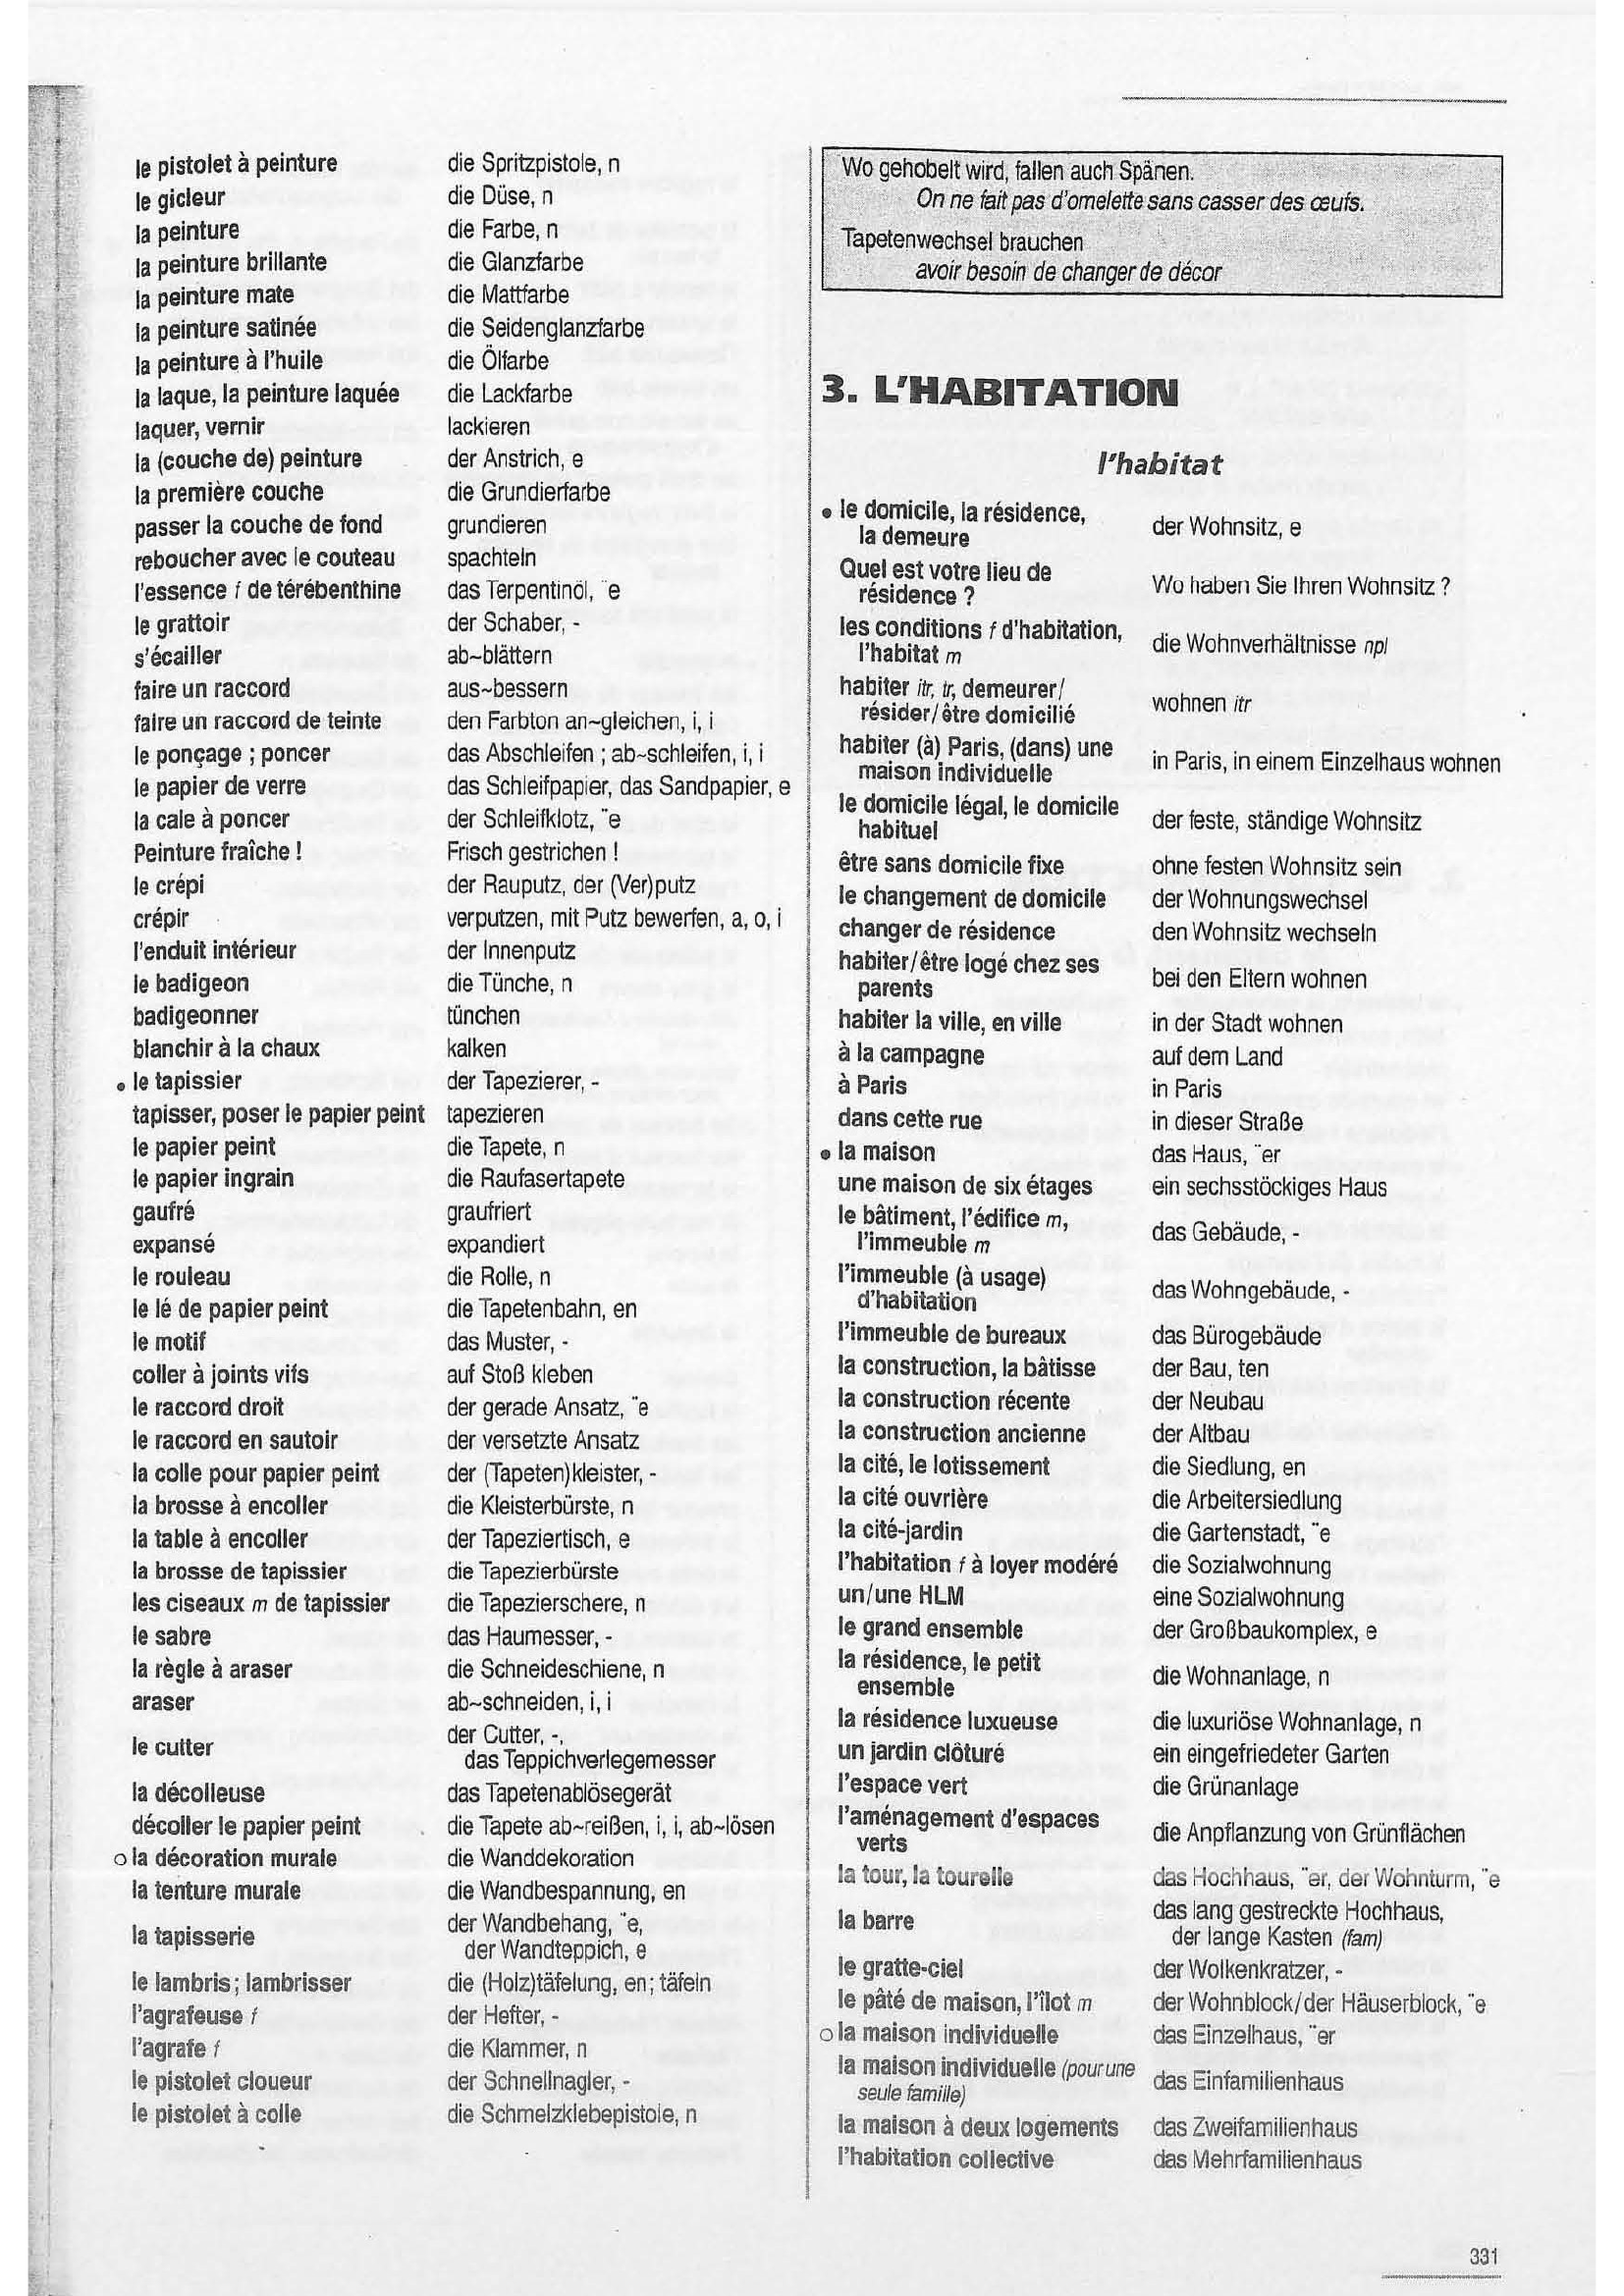 le pistolet à peinture die Spritzpistole, n
le gicleur die Düse, n
la peinture die Farbe, n
la peinture brillante die Glanzfarbe
la peinture mate die Mattfarbe
la peinture satinée die Seidenglanzfarbe
la peinture à l'huile die Ölfarbe
la laque, la peinture laquée die Lackfarbe
laquer, vernir lackieren
la (couche de) peinture der Anstrich, e
la première couche die Grundierfarbe
passer la couche de fond grundieren
reboucher avec le couteau spachteln
l'essence f de térébenthine das Terpentinöl, ¨e
le grattoir der Schaber, -
s'écailler ab~blättern
faire un raccord aus~bessern
faire un raccord de teinte den Farbton an~gleichen, i, i
le ponçage ; poncer das Abschleifen ; ab~schleifen, i, i
le papier de verre das Schleifpapier, das Sandpapier, e
la cale à poncer der Schleifklotz, ¨e
Peinture fraîche ! Frisch gestrichen !
le crépi der Rauputz, der (Ver)putz
crépir verputzen, mit Putz bewerfen, a, o, i
l'enduit intérieur der Innenputz
le badigeon die Tünche, n
badigeonner tünchen
blanchir à la chaux kalken
• le tapissier der Tapezierer, -
tapisser, poser le papier peint tapezieren
le papier peint die Tapete, n
le papier ingrain die Raufasertapete
gaufré graufriert
expansé expandiert
le rouleau die Rolle, n
le lé de papier peint die Tapetenbahn, en
le motif das Muster, -
coller à joints vifs auf Stoß kleben
le raccord droit der gerade Ansatz, ¨e
le raccord en sautoir der versetzte Ansatz
la colle pour papier peint der (Tapeten)kleister, -
la brosse à encoller die Kleisterbürste, n
la table à encoller der Tapeziertisch, e
la brosse de tapissier die Tapezierbürste
les ciseaux m de tapissier die Tapezierschere, n
le sabre das Haumesser, -
la règle à araser die Schneideschiene, n
araser ab~schneiden, i, i
le cutter der Cutter, -,
das Teppichverlegemesser
la décolleuse das Tapetenablösegerät
décoller le papier peint die Tapete ab~reißen, i, i, ab~lösen
o la décoration murale die Wanddekoration
la tenture murale die Wandbespannung, en
la tapisserie der Wandbehang, ¨e,
der Wandteppich, e
le lambris ; lambrisser die (Holz)täfelung, en ; täfeln
l'agrafeuse f der Hefter, -
l'agrafe f die Klammer, n
le pistolet cloueur der Schnellnagler, -
le pistolet à colle die Schmelzklebepistole, n
Wo gehobelt wird, fallen auch Spänen.
On ne fait pas d'omelette sans casser des œufs.
Tapetenwechsel brauchen
avoir besoin de changer de décor
3. L'HABITATION
l'habitat
• le domicile, la résidence,
la demeure der Wohnsitz, e
Quel est votre lieu de
résidence ? Wo haben Sie Ihren Wohnsitz ?
les conditions f d'habitation,
l'habitat m die Wohnverhältnisse npl
habiter itr, tr, demeurer/
résider/être domicilié wohnen itr
habiter (à) Paris, (dans) une
maison individuelle in Paris, in einem Einzelhaus wohnen
le domicile légal, le domicile
habituel der feste, ständige Wohnsitz
être sans domicile fixe ohne festen Wohnsitz sein
le changement de domicile der Wohnungswechsel
changer de résidence den Wohnsitz wechseln
habiter/être logé chez ses
parents bei den Eltern wohnen
habiter la ville, en ville in der Stadt wohnen
à la campagne auf dem Land
à Paris in Paris
dans cette rue in dieser Straße
• la maison das Haus, ¨er
une maison de six étages ein sechsstöckiges Haus
le bâtiment, l'édifice m,
l'immeuble m das Gebäude, -
l'immeuble (à usage)
d'habitation das Wohngebäude, -
l'immeuble de bureaux das Bürogebäude
la construction, la bâtisse der Bau, ten
la construction récente der Neubau
la construction ancienne der Altbau
la cité, le lotissement die Siedlung, en
la cité ouvrière die Arbeitersiedlung
la cité-jardin die Gartenstadt, ¨e
l'habitation f à loyer modéré die Sozialwohnung
un/une HLM eine Sozialwohnung
le grand ensemble der Großbaukomplex, e
la résidence, le petit
ensemble die Wohnanlage, n
la résidence luxueuse die luxuriöse Wohnanlage, n
un jardin clôturé ein eingefriedeter Garten
l'espace vert die Grünanlage
l'aménagement d'espaces
verts die Anpflanzung von Grünflächen
la tour, la tourelle das Hochhaus, ¨er, der Wohnturm, ¨e
la barre das lang gestreckte Hochhaus,
der lange Kasten (fam)
le gratte-ciel der Wolkenkratzer, -
le pâté de maison, l'îlot m der Wohnblock/der Häuserblock, ¨e
o la maison individuelle das Einzelhaus, ¨er
la maison individuelle (pour une
seule famille) das Einfamilienhaus
la maison à deux logements das Zweifamilienhaus
l'habitation collective das Mehrfamilienhaus
331